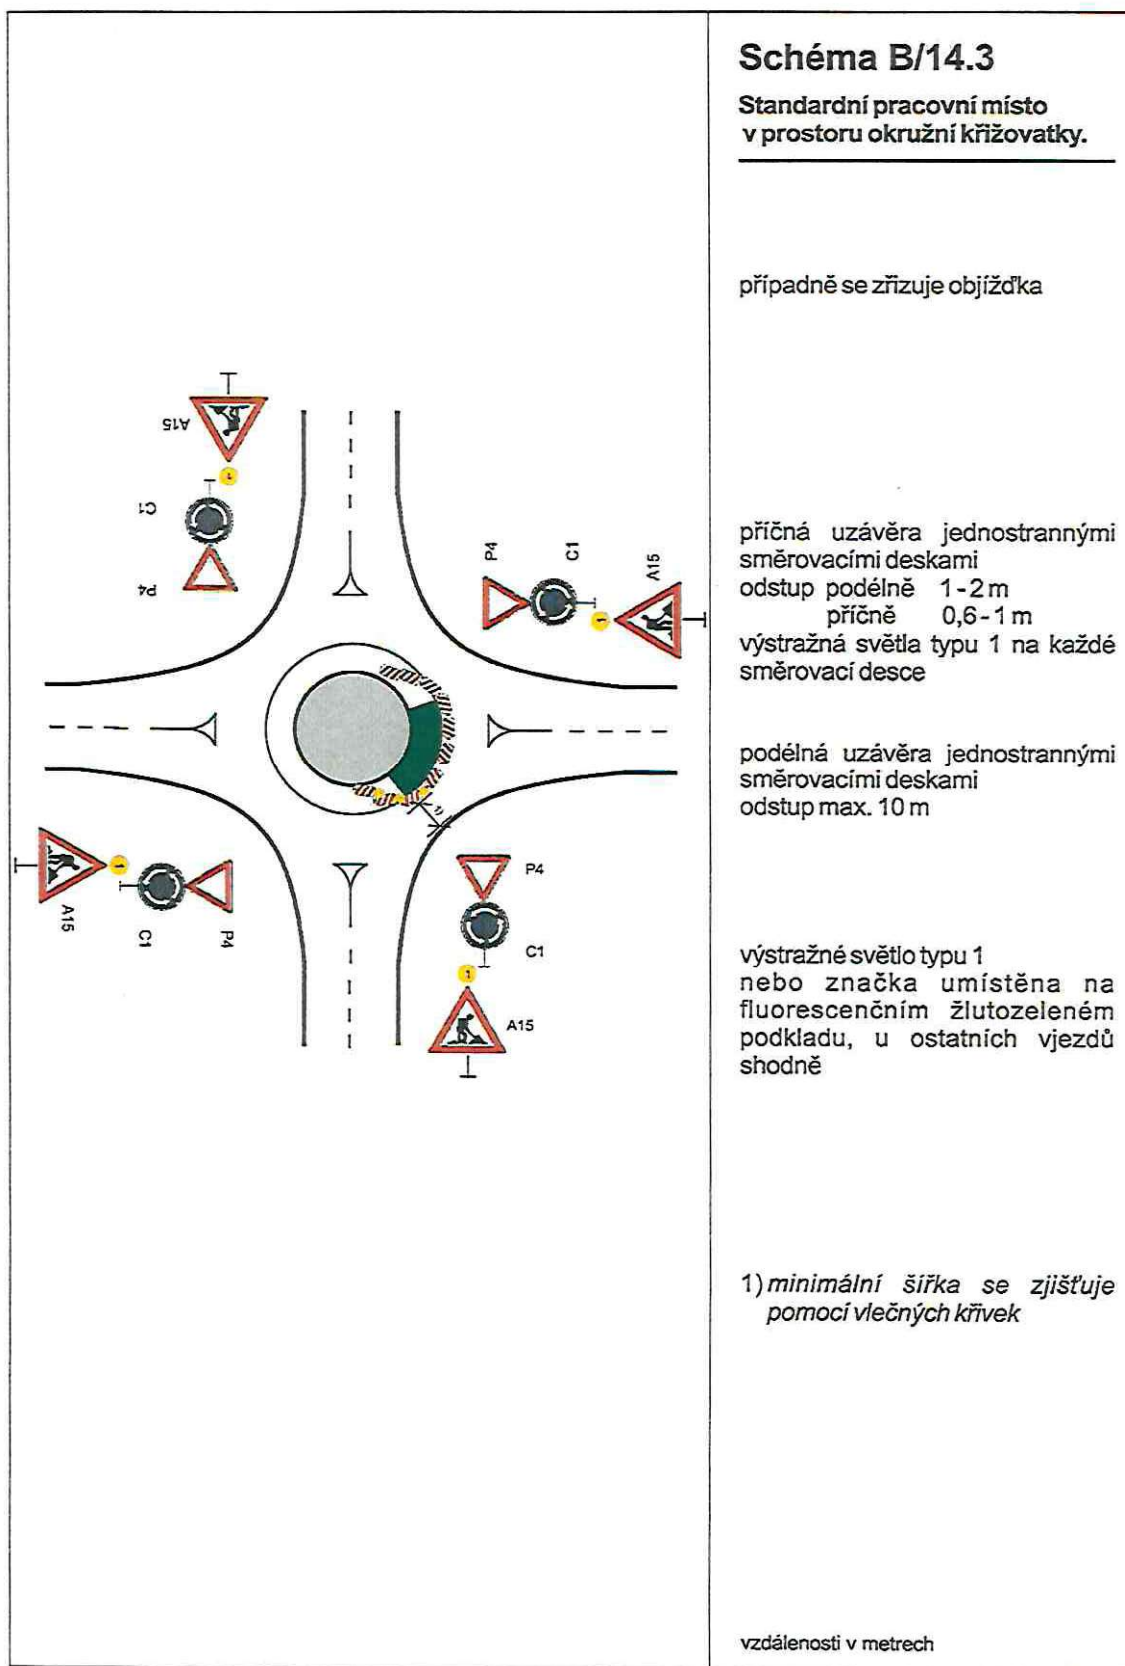 Schéma B/14.3
Standardní pracovní místo
v prostoru okružní křižovatky.
případně se zřizuje objížďka
příčná uzávěra jednostrannými
směrovacími deskami
odstup podélně 1-2 m
příčně 0,6-1 m
výstražná světla typu 1 na každé
směrovací desce
podélná uzávěra jednostrannými
směrovacími deskami
odstup max. 10 m
výstražné světlo typu 1
nebo značka umístěna na
fluorescenčním žlutozeleném
podkladu, u ostatních vjezdů
shodně
1) minimální šířka se zjišťuje
pomocí vlečných křivek
vzdálenosti v metrech
A15
1
C1
P4
P4
C1
1
A15
A15
1
C1
P4
P4
C1
1
A15